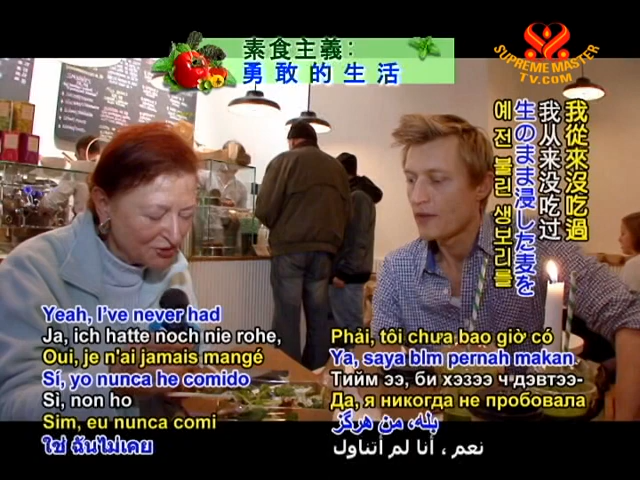 素食主義：
勇敢的生活
SUPREME MASTER
TV.COM
我從來沒吃過
我从来没吃过
生のまま浸した麦を
예전 불린 생보리를
Yeah, I've never had
Ja, ich hatte noch nie rohe,
Oui, je n'ai jamais mangé
Sí, yo nunca he comido
Sì, non ho
Sim, eu nunca comi
ใช่ ฉันไม่เคย
Phải, tôi chưa bao giờ có
Ya, saya blm pernah makan
Тийм ээ, би хэзээ ч дэвтээ-
Да, я никогда не пробовала
بله، من هرگز
نعم ، أنا لم أتناول